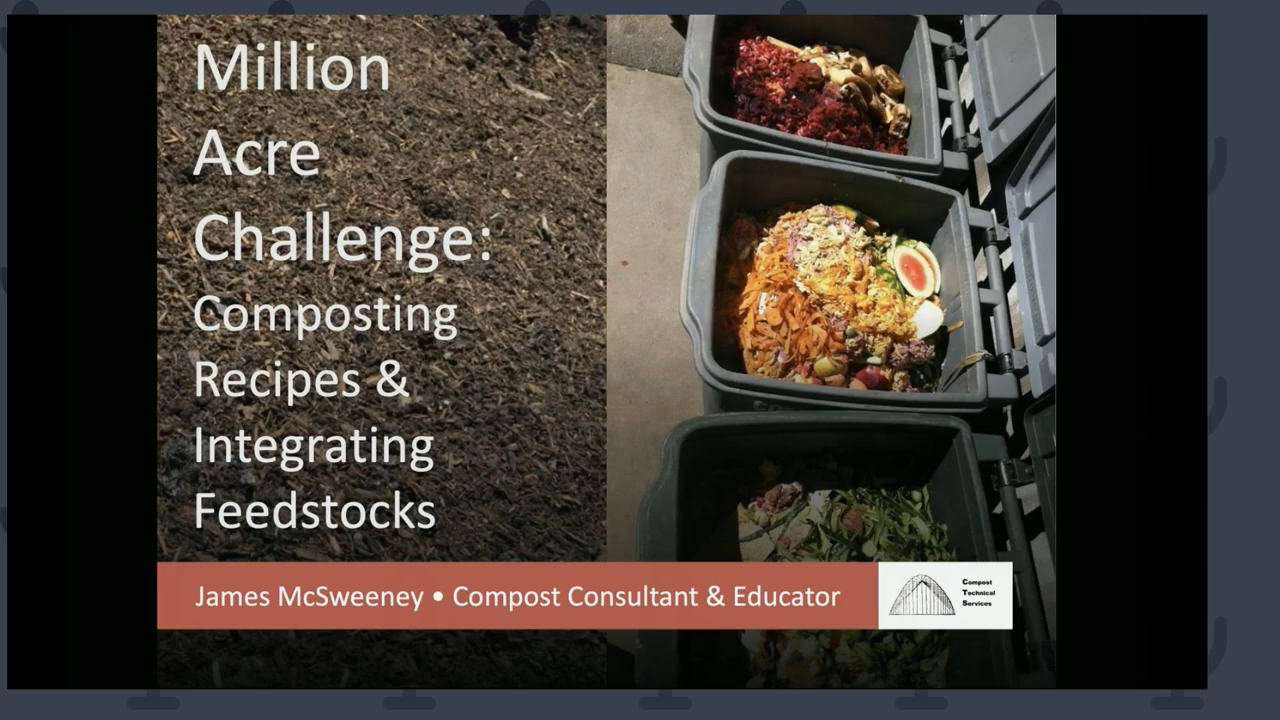 Million
Acre
Challenge:
Composting
Recipes &
Integrating
Feedstocks
James McSweeney • Compost Consultant & Educator
Compost
Technical
Services